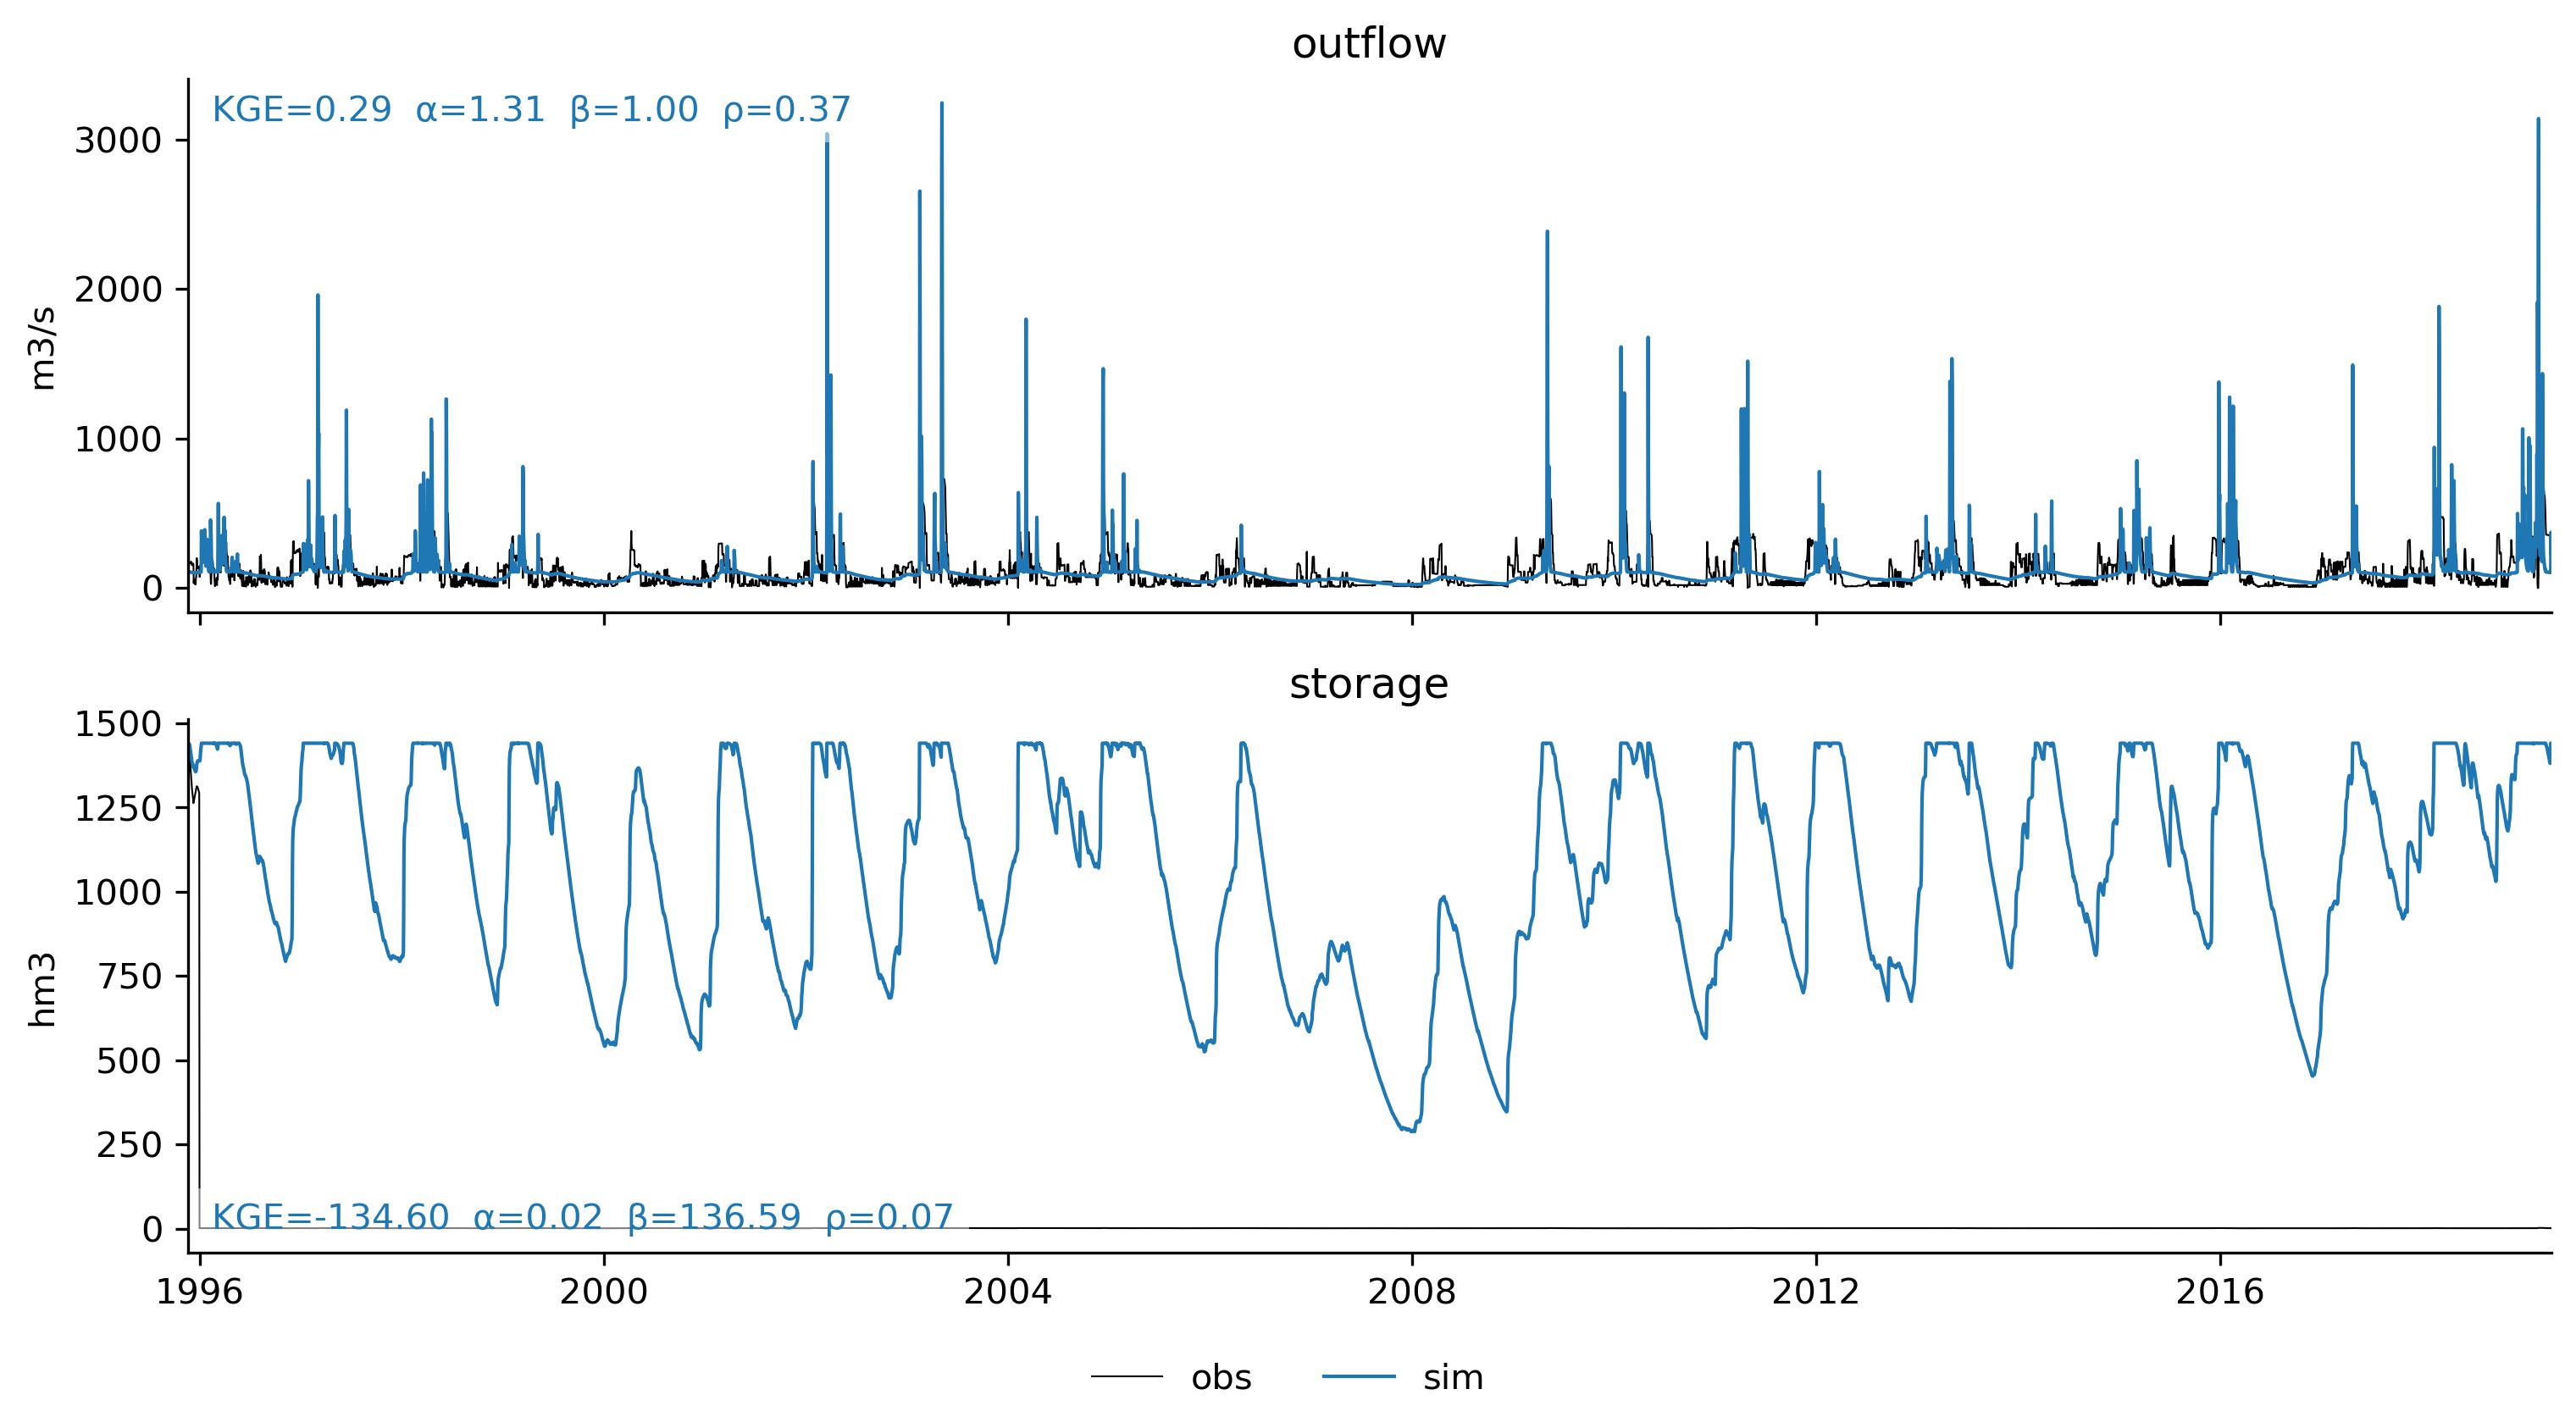 outflow
KGE=0.29 α=1.31 β=1.00 ρ=0.37
3000
2000
1000
0
m3/s
storage
1500
1250
1000
750
500
250
0
hm3
KGE=-134.60 α=0.02 β=136.59 ρ=0.07
1996 2000 2004 2008 2012 2016
obs sim